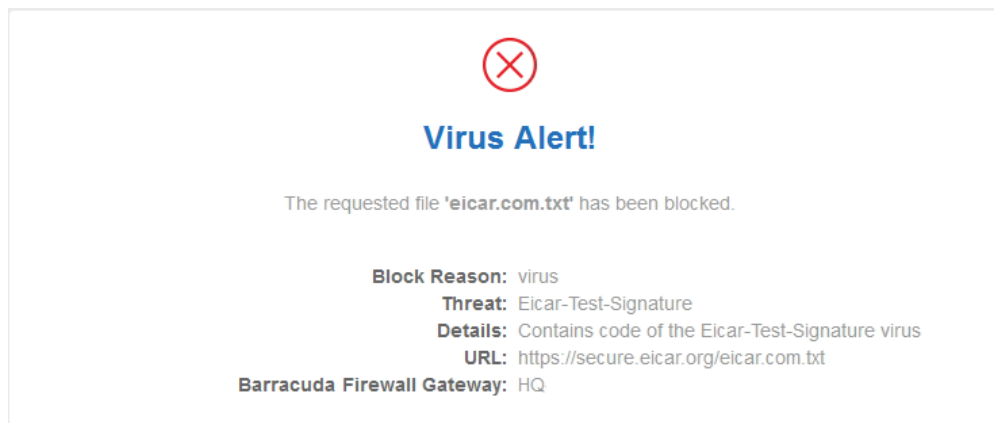 Virus Alert!
The requested file 'eicar.com.txt' has been blocked.
Block Reason: virus
Threat: Eicar-Test-Signature
Details: Contains code of the Eicar-Test-Signature virus
URL: https://secure.eicar.org/eicar.com.txt
Barracuda Firewall Gateway: HQ